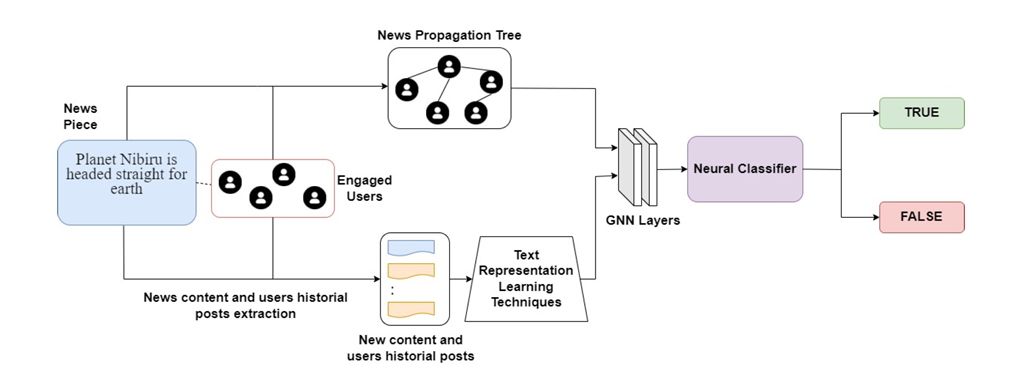 News Propagation Tree
News
Piece
Planet Nibiru is
headed straight for
earth
Engaged
Users
GNN Layers
Neural Classifier
TRUE
FALSE
News content and users historial
posts extraction
:
New content and
users historial posts
Text
Representation
Learning
Techniques